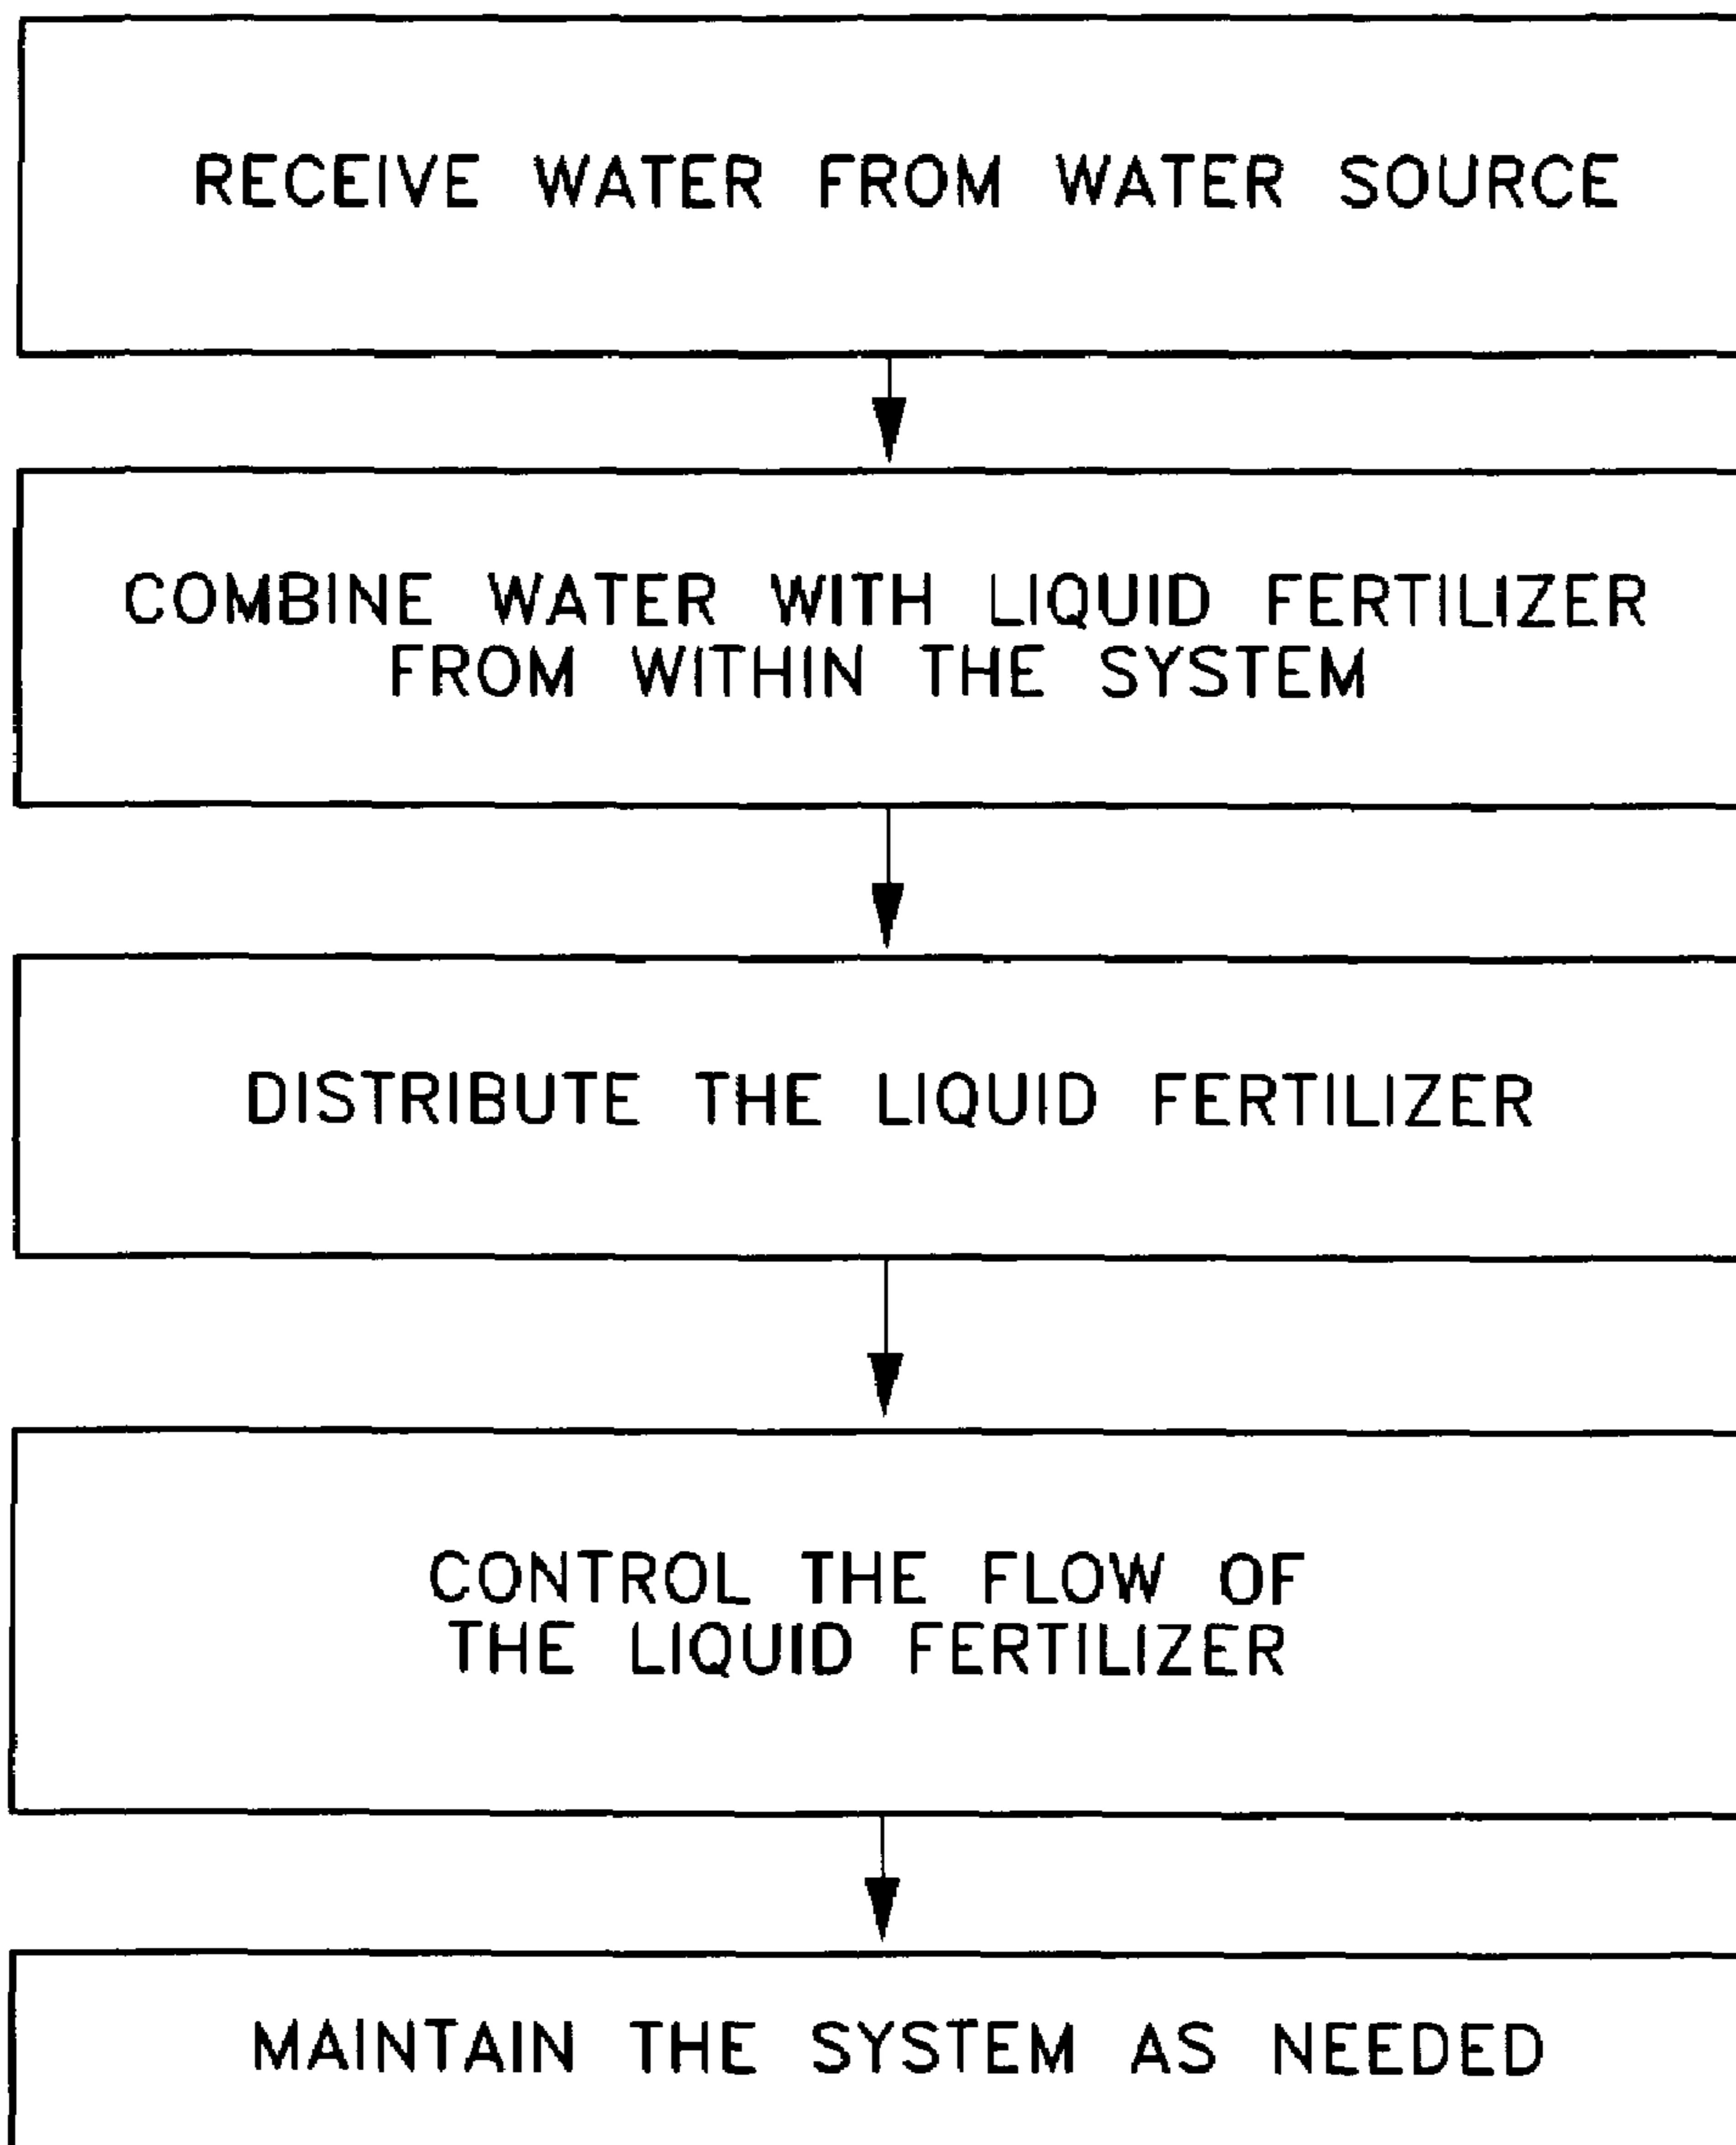 RECEIVE WATER FROM WATER SOURCE
COMBINE WATER WITH LIQUID FERTILIZER
FROM WITHIN THE SYSTEM
DISTRIBUTE THE LIQUID FERTILIZER
CONTROL THE FLOW OF
THE LIQUID FERTILIZER
MAINTAIN THE SYSTEM AS NEEDED